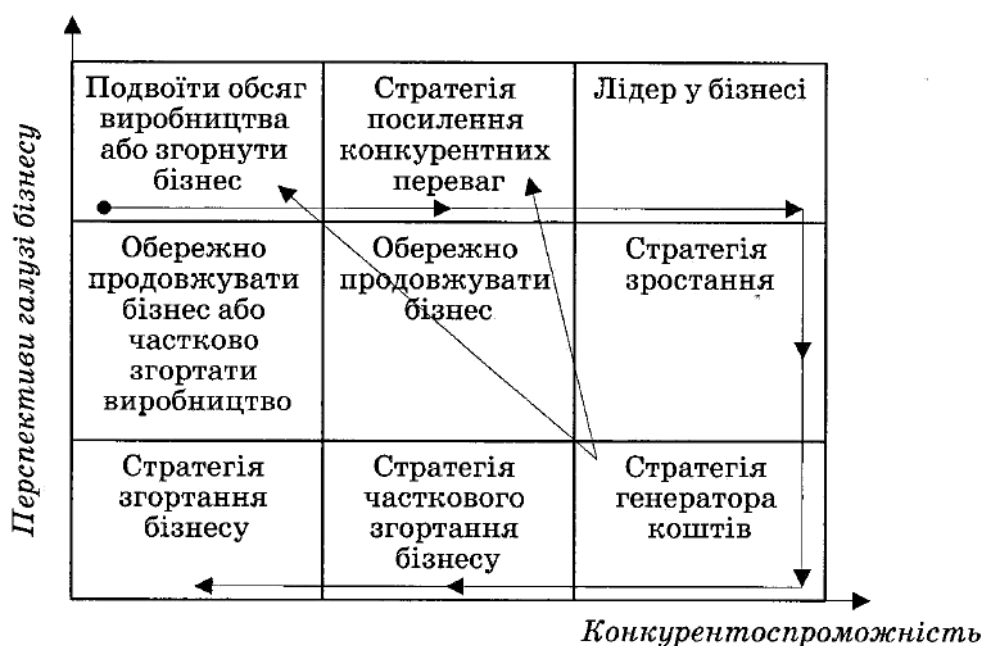 Перспективи галузі бізнесу
Подвоїти обсяг
виробництва
або згорнути
бізнес
Стратегія
посилення
конкурентних
переваг
Лідер у бізнесі
Обережно
продовжувати
бізнес або
частково
згортати
виробництво
Обережно
продовжувати
бізнес
Стратегія
зростання
Стратегія
згортання
бізнесу
Стратегія
часткового
згортання
бізнесу
Стратегія
генератора
коштів
Конкурентоспроможність